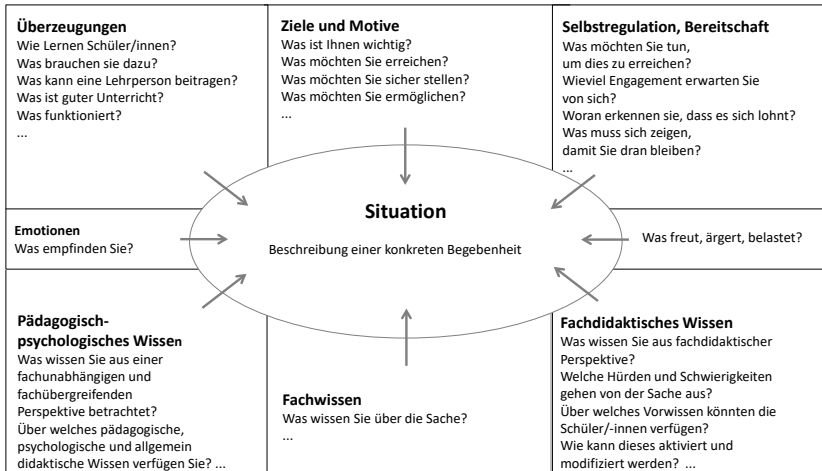 Überzeugungen
Wie Lernen Schüler/innen?
Was brauchen sie dazu?
Was kann eine Lehrperson beitragen?
Was ist guter Unterricht?
Was funktioniert?
...
Ziele und Motive
Was ist Ihnen wichtig?
Was möchten Sie erreichen?
Was möchten Sie sicher stellen?
Was möchten Sie ermöglichen?
...
Selbstregulation, Bereitschaft
Was möchten Sie tun,
um dies zu erreichen?
Wieviel Engagement erwarten Sie
von sich?
Woran erkennen sie, dass es sich lohnt?
Was muss sich zeigen,
damit Sie dran bleiben?
...
Emotionen
Was empfinden Sie?
Situation
Beschreibung einer konkreten Begebenheit
Was freut, ärgert, belastet?
Pädagogisch-
psychologisches Wissen
Was wissen Sie aus einer
fachunabhängigen und
fachübergreifenden
Perspektive betrachtet?
Über welches pädagogische,
psychologische und allgemein
didaktische Wissen verfügen Sie? ...
Fachwissen
Was wissen Sie über die Sache?
...
Fachdidaktisches Wissen
Was wissen Sie aus fachdidaktischer
Perspektive?
Welche Hürden und Schwierigkeiten
gehen von der Sache aus?
Über welches Vorwissen könnten die
Schüler/-innen verfügen?
Wie kann dieses aktiviert und
modifiziert werden? ...